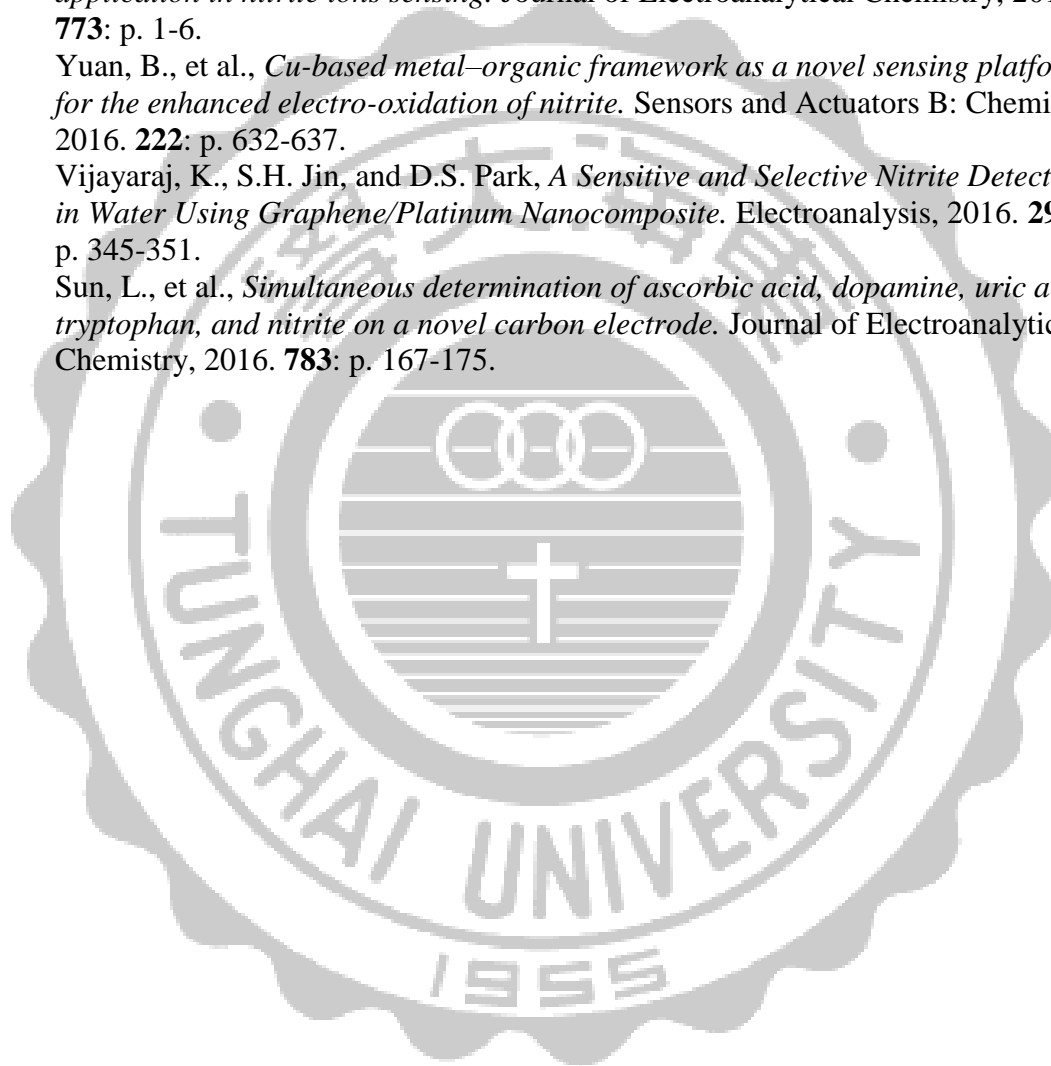 application in nitrite ions sensing. Journal of Electroanalytical Chemistry, 201
773: p. 1-6.
Yuan, B., et al., Cu-based metal–organic framework as a novel sensing platfo
for the enhanced electro-oxidation of nitrite. Sensors and Actuators B: Chemi
2016. 222: p. 632-637.
Vijayaraj, K., S.H. Jin, and D.S. Park, A Sensitive and Selective Nitrite Detect
in Water Using Graphene/Platinum Nanocomposite. Electroanalysis, 2016. 29
p. 345-351.
Sun, L., et al., Simultaneous determination of ascorbic acid, dopamine, uric a
tryptophan, and nitrite on a novel carbon electrode. Journal of Electroanalytic
Chemistry, 2016. 783: p. 167-175.
學大海東
TUNGHAI UNIVERSITY
1955